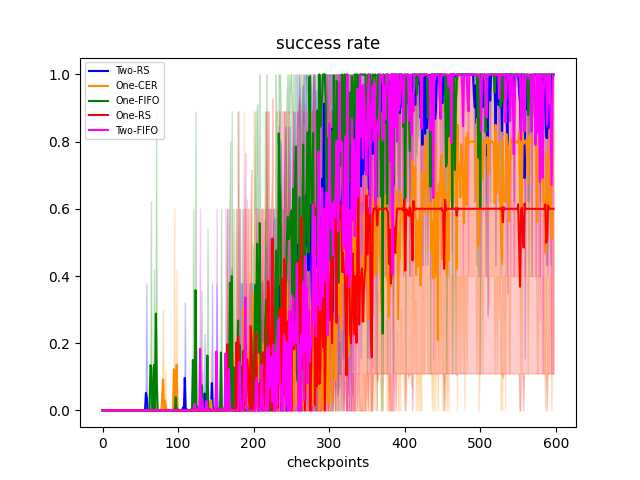 success rate
1.0
0.8
0.6
0.4
0.2
0.0
Two-RS
One-CER
One-FIFO
One-RS
Two-FIFO
0 100 200 300 400 500 600
checkpoints